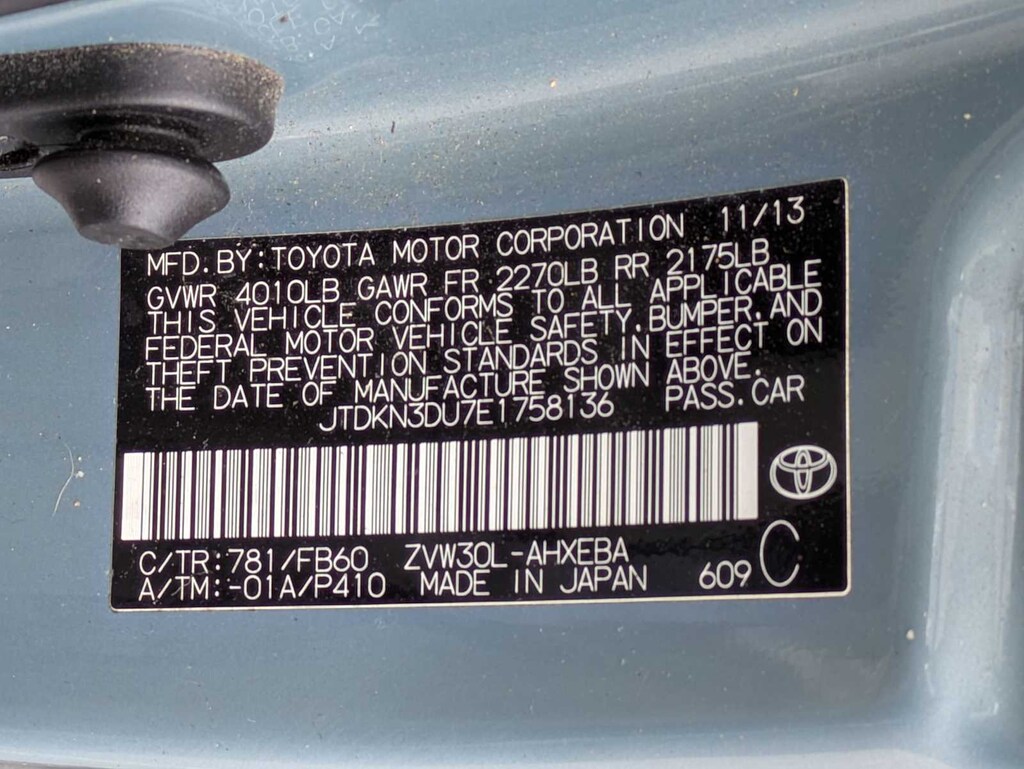 MFD.BY:TOYOTA MOTOR CORPORATION 11/13
GVWR 4010LB GAWR FR 2270LB RR 2175LB
THIS VEHICLE CONFORMS TO ALL APPLICABLE
FEDERAL MOTOR VEHICLE SAFETY,BUMPER,AND
THEFT PREVENTION STANDARDS IN EFFECT ON
THE DATE OF MANUFACTURE SHOWN ABOVE.
JTDKN3DU7E1758136 PASS.CAR
C/TR:781/FB60 ZVW30L-AHXEBA
A/TM:-01A/P410 MADE IN JAPAN 609 C